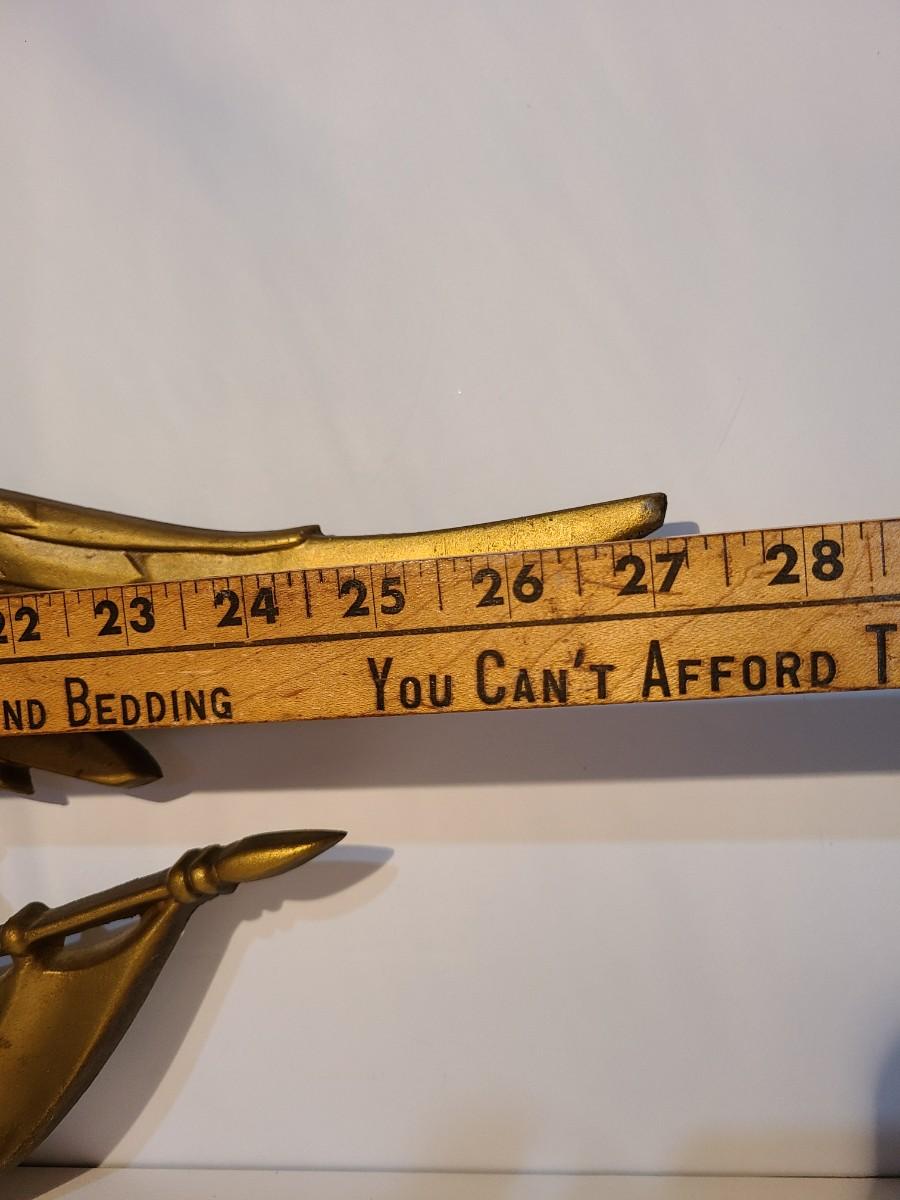 22 23 24 25 26 27 28
ND BEDDING YOU CAN'T AFFORD T